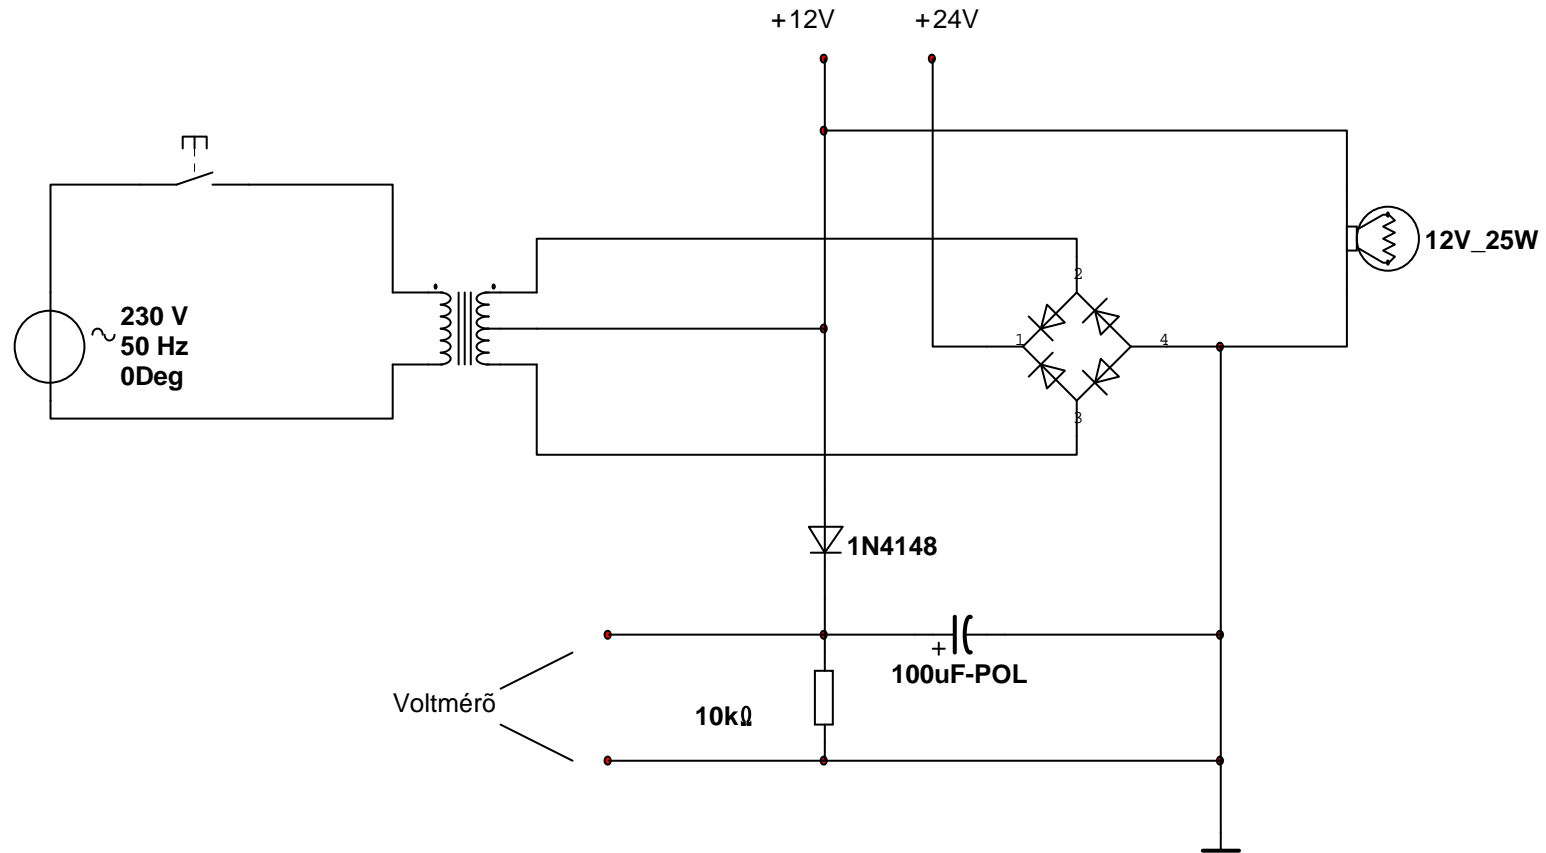 +12V
+24V
12V_25W
2
230 V
50 Hz
0Deg
1
4
3
1N4148
+
100uF-POL
Voltmérõ
10kΩ